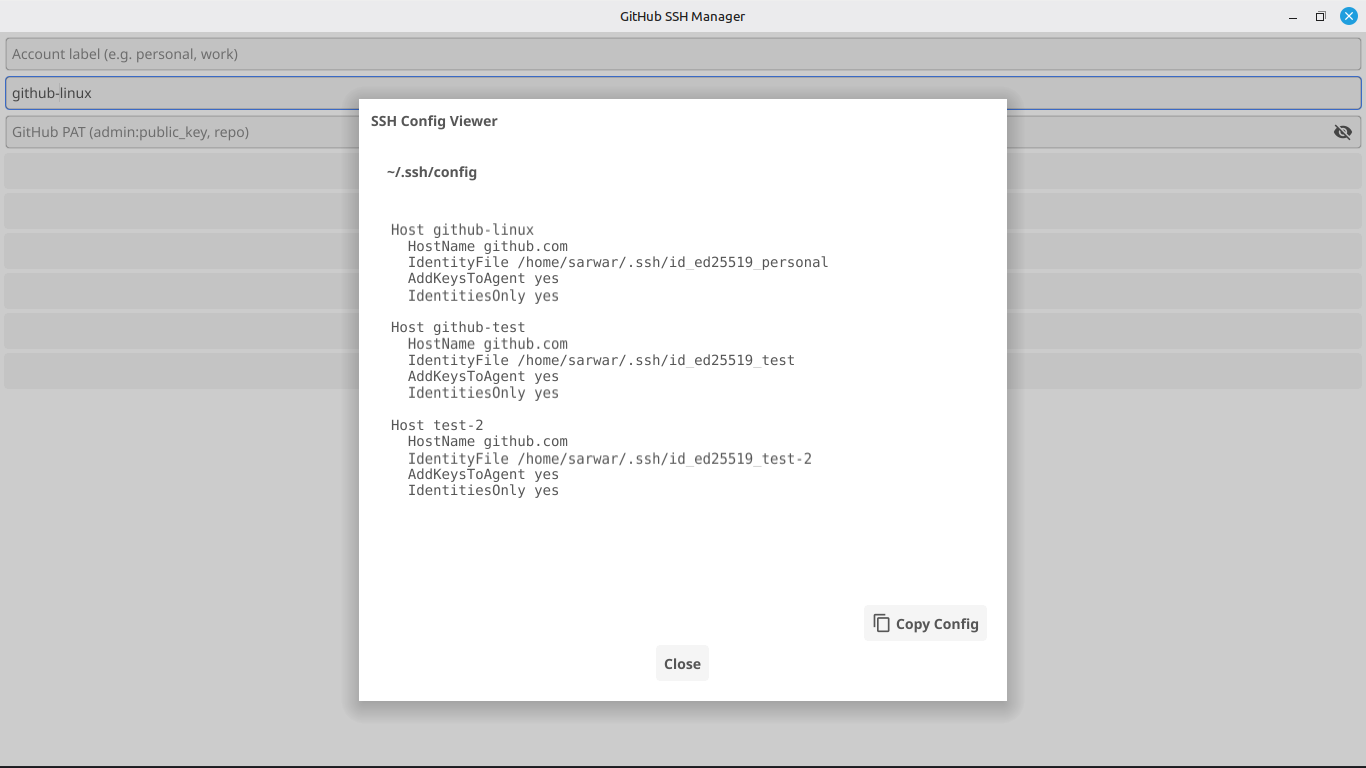 GitHub SSH Manager
Account label (e.g. personal, work)
github-linux
GitHub PAT (admin:public_key, repo)
SSH Config Viewer
~/.ssh/config
Host github-linux
  HostName github.com
  IdentityFile /home/sarwar/.ssh/id_ed25519_personal
  AddKeysToAgent yes
  IdentitiesOnly yes
Host github-test
  HostName github.com
  IdentityFile /home/sarwar/.ssh/id_ed25519_test
  AddKeysToAgent yes
  IdentitiesOnly yes
Host test-2
  HostName github.com
  IdentityFile /home/sarwar/.ssh/id_ed25519_test-2
  AddKeysToAgent yes
  IdentitiesOnly yes
Copy Config
Close